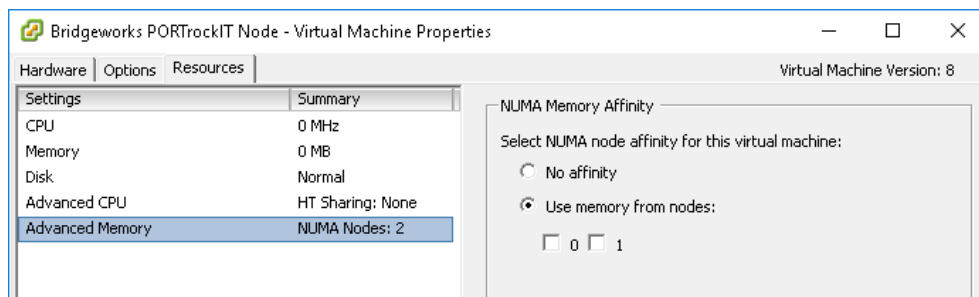 Bridgeworks PORTrockIT Node - Virtual Machine Properties
Hardware Options Resources Virtual Machine Version: 8
Settings Summary
CPU 0 MHz
Memory 0 MB
Disk Normal
Advanced CPU HT Sharing: None
Advanced Memory NUMA Nodes: 2
NUMA Memory Affinity
Select NUMA node affinity for this virtual machine:
No affinity
Use memory from nodes:
0 1